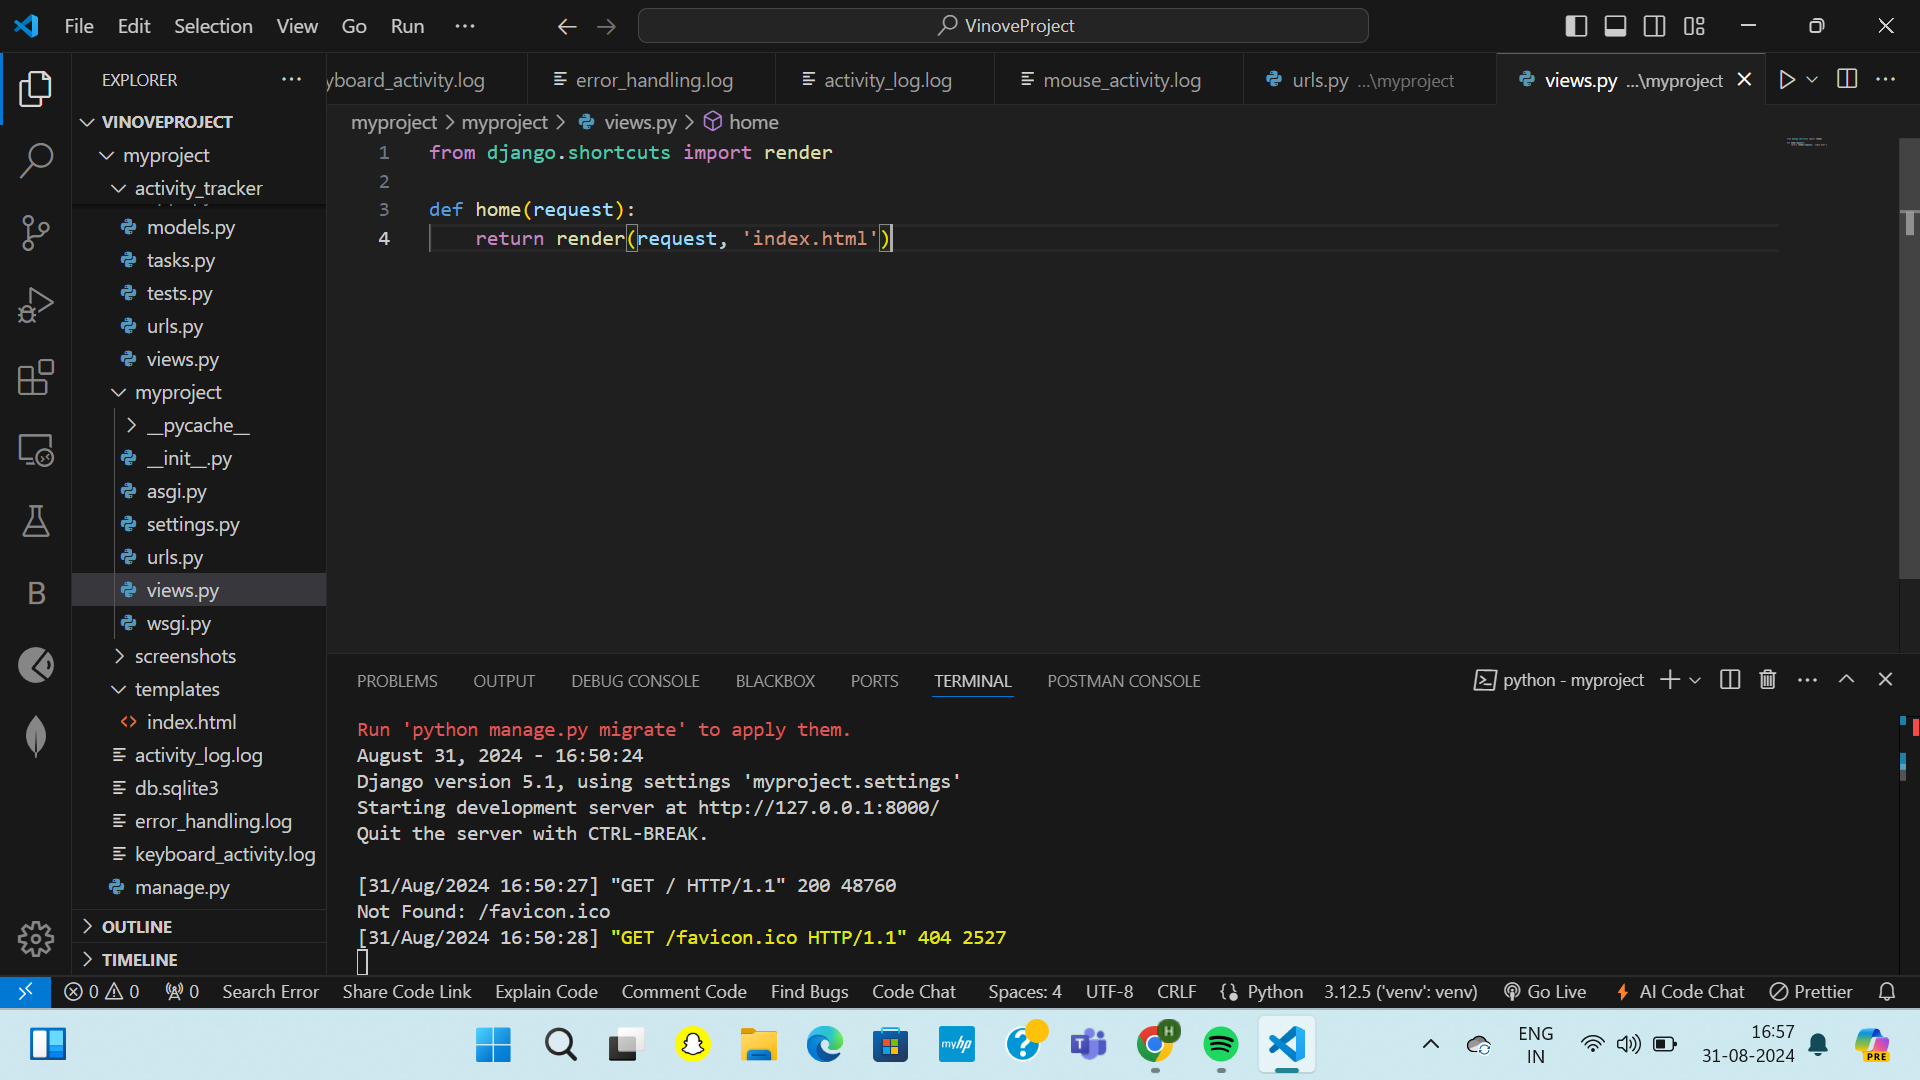 File Edit Selection View Go Run ··· VinoveProject
EXPLORER ···
yboard_activity.log error_handling.log activity_log.log mouse_activity.log urls.py ...\myproject views.py ...\myproject
VINOVEPROJECT
myproject
activity_tracker
models.py
tasks.py
tests.py
urls.py
views.py
myproject
__pycache__
__init__.py
asgi.py
settings.py
urls.py
views.py
wsgi.py
screenshots
templates
index.html
activity_log.log
db.sqlite3
error_handling.log
keyboard_activity.log
manage.py
OUTLINE
TIMELINE
myproject > myproject > views.py > home
1 from django.shortcuts import render
2
3 def home(request):
4 return render(request, 'index.html')
PROBLEMS OUTPUT DEBUG CONSOLE BLACKBOX PORTS TERMINAL POSTMAN CONSOLE python - myproject
Run 'python manage.py migrate' to apply them.
August 31, 2024 - 16:50:24
Django version 5.1, using settings 'myproject.settings'
Starting development server at http://127.0.0.1:8000/
Quit the server with CTRL-BREAK.
[31/Aug/2024 16:50:27] "GET / HTTP/1.1" 200 48760
Not Found: /favicon.ico
[31/Aug/2024 16:50:28] "GET /favicon.ico HTTP/1.1" 404 2527
0 0 0 Search Error Share Code Link Explain Code Comment Code Find Bugs Code Chat Spaces: 4 UTF-8 CRLF Python 3.12.5 ('venv': venv) Go Live AI Code Chat Prettier
myhp
H
ENG
IN
16:57
31-08-2024
PRE